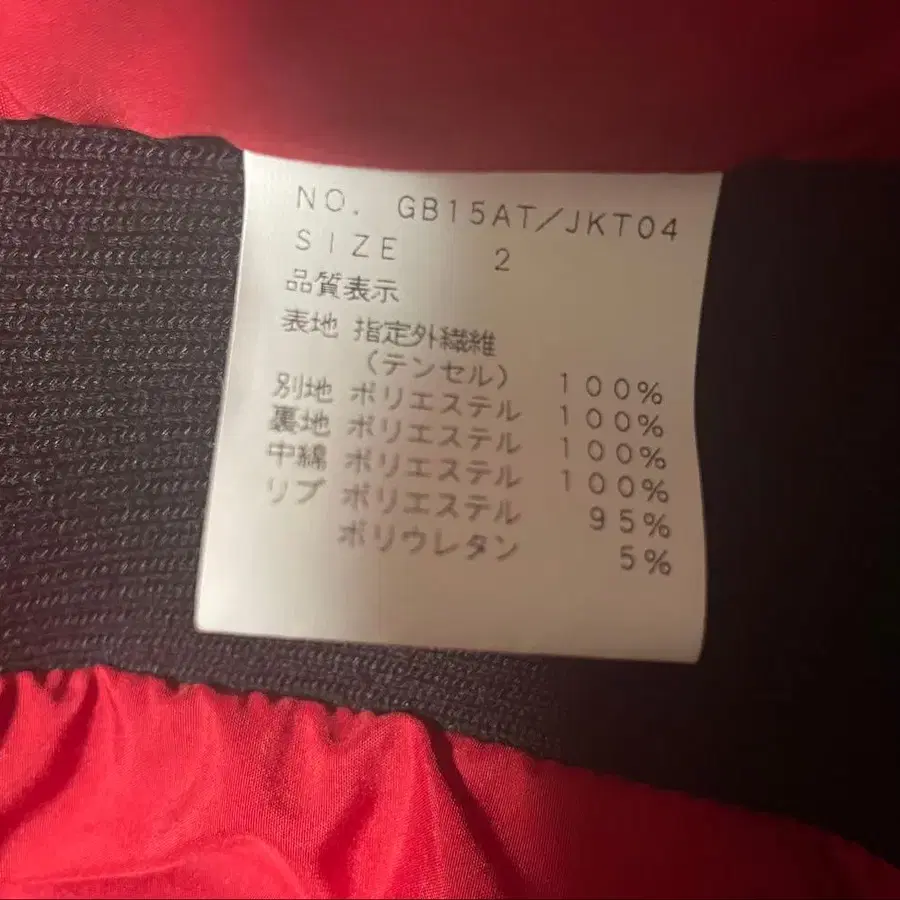 NO. GB15AT/JKT04
SIZE 2
品質表示
表地 指定外繊維
(テンセル) 100%
別地 ポリエステル 100%
裏地 ポリエステル 100%
中綿 ポリエステル 100%
リブ ポリエステル 95%
ポリウレタン 5%